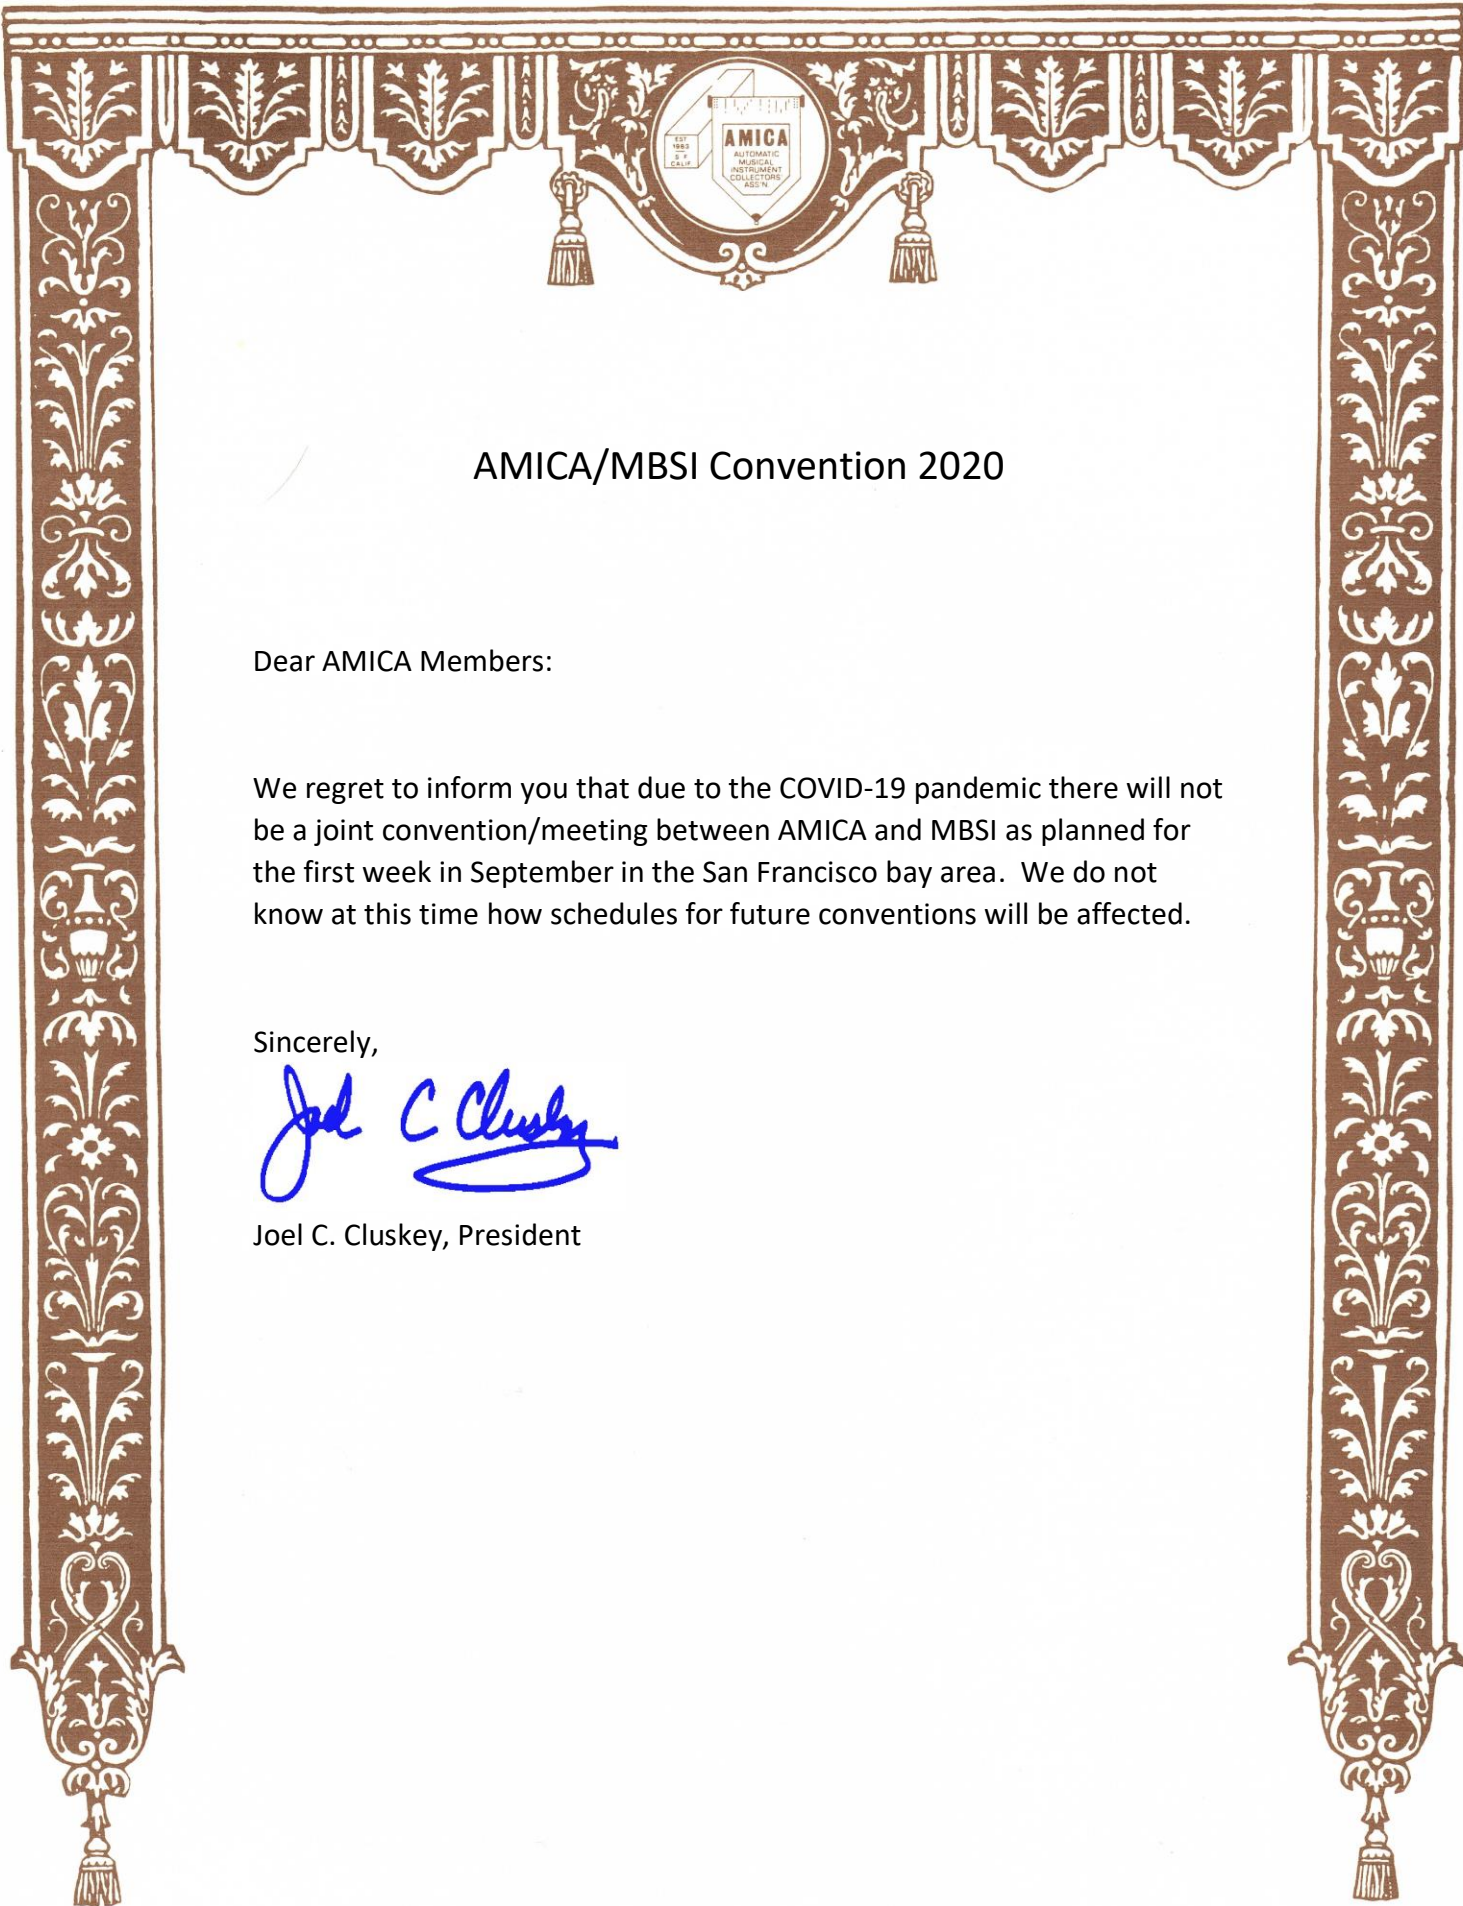 EST
1963
S F
CALIF
AMICA
AUTOMATIC
MUSICAL
INSTRUMENT
COLLECTORS'
ASS'N.
AMICA/MBSI Convention 2020
Dear AMICA Members:
We regret to inform you that due to the COVID-19 pandemic there will not
be a joint convention/meeting between AMICA and MBSI as planned for
the first week in September in the San Francisco bay area.  We do not
know at this time how schedules for future conventions will be affected.
Sincerely,
Joel C Cluskey
Joel C. Cluskey, President